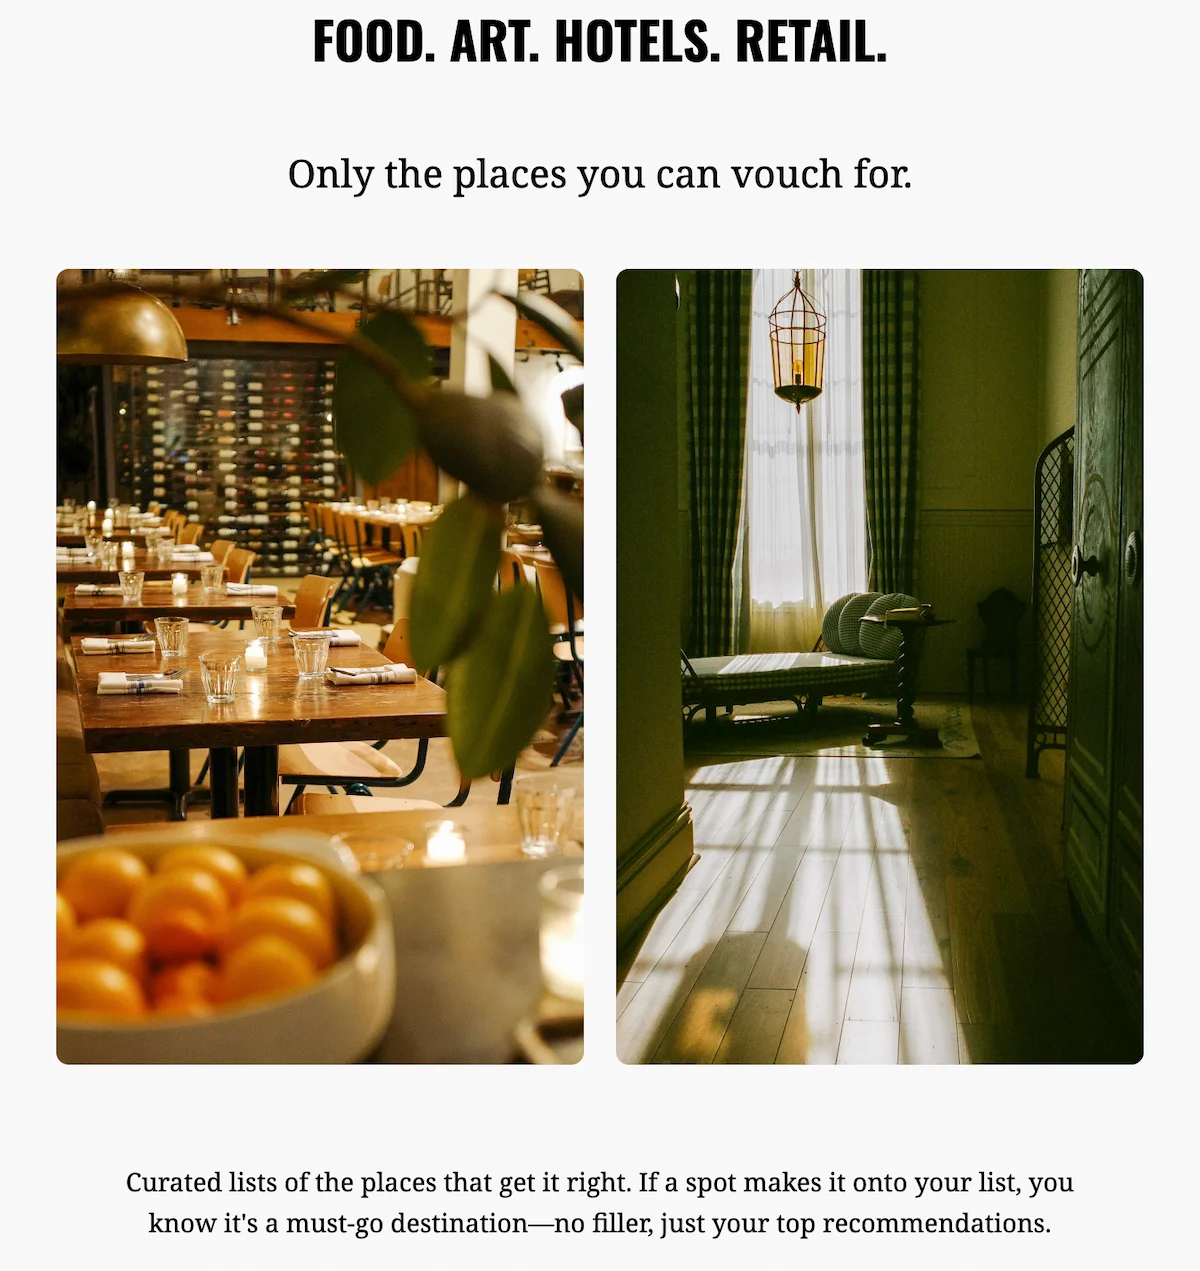 FOOD. ART. HOTELS. RETAIL.
Only the places you can vouch for.
Curated lists of the places that get it right. If a spot makes it onto your list, you
know it's a must-go destination—no filler, just your top recommendations.